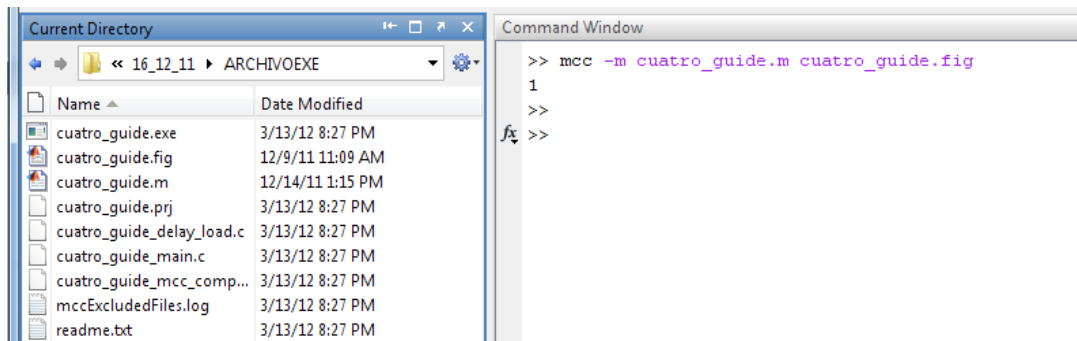 Current Directory
« 16_12_11 ▸ ARCHIVOEXE
Name Date Modified
cuatro_guide.exe 3/13/12 8:27 PM
cuatro_guide.fig 12/9/11 11:09 AM
cuatro_guide.m 12/14/11 1:15 PM
cuatro_guide.prj 3/13/12 8:27 PM
cuatro_guide_delay_load.c 3/13/12 8:27 PM
cuatro_guide_main.c 3/13/12 8:27 PM
cuatro_guide_mcc_comp... 3/13/12 8:27 PM
mccExcludedFiles.log 3/13/12 8:27 PM
readme.txt 3/13/12 8:27 PM
Command Window
>> mcc -m cuatro_guide.m cuatro_guide.fig
1
>>
fx >>